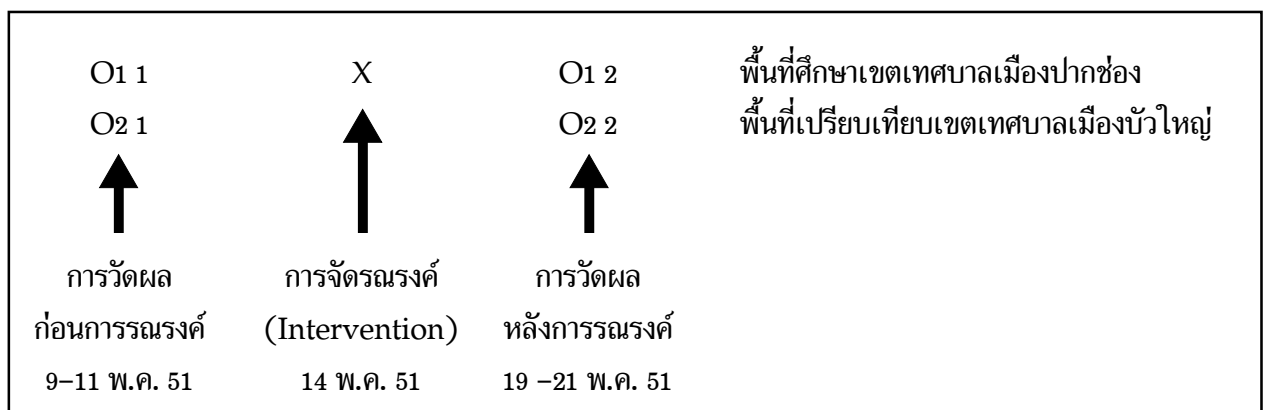 O1 1 X O1 2 พื้นที่ศึกษาเขตเทศบาลเมืองปากช่อง
O2 1 O2 2 พื้นที่เปรียบเทียบเขตเทศบาลเมืองบัวใหญ่
การวัดผล การจัดรณรงค์ การวัดผล
ก่อนการรณรงค์ (Intervention) หลังการรณรงค์
9–11 พ.ค. 51 14 พ.ค. 51 19 –21 พ.ค. 51